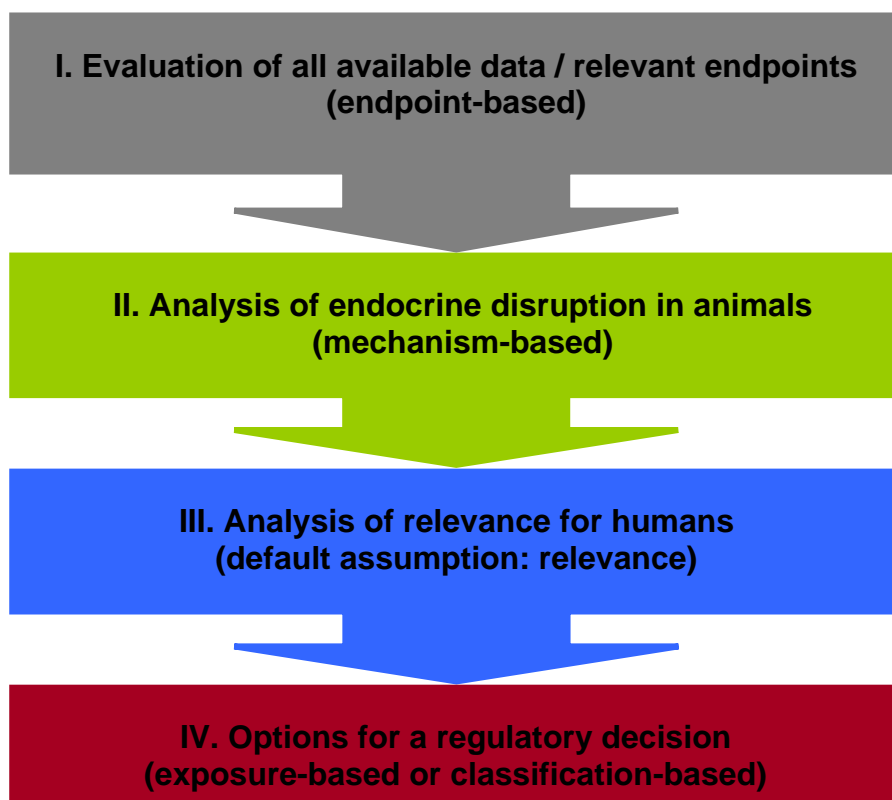 I. Evaluation of all available data / relevant endpoints
(endpoint-based)
II. Analysis of endocrine disruption in animals
(mechanism-based)
III. Analysis of relevance for humans
(default assumption: relevance)
IV. Options for a regulatory decision
(exposure-based or classification-based)